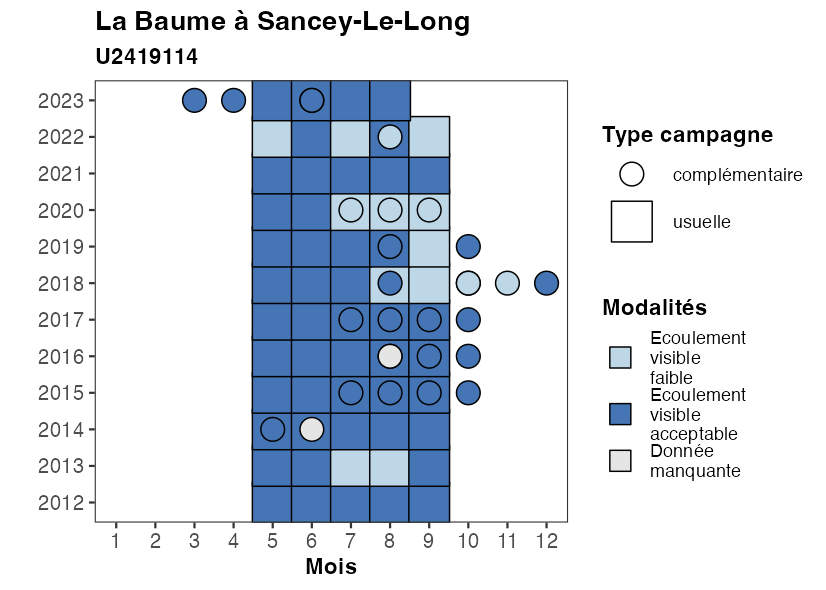 La Baume à Sancey-Le-Long
U2419114
2023
2022
2021
2020
2019
2018
2017
2016
2015
2014
2013
2012
1 2 3 4 5 6 7 8 9 10 11 12
Mois
Type campagne
complémentaire
usuelle
Modalités
Ecoulement
visible
faible
Ecoulement
visible
acceptable
Donnée
manquante